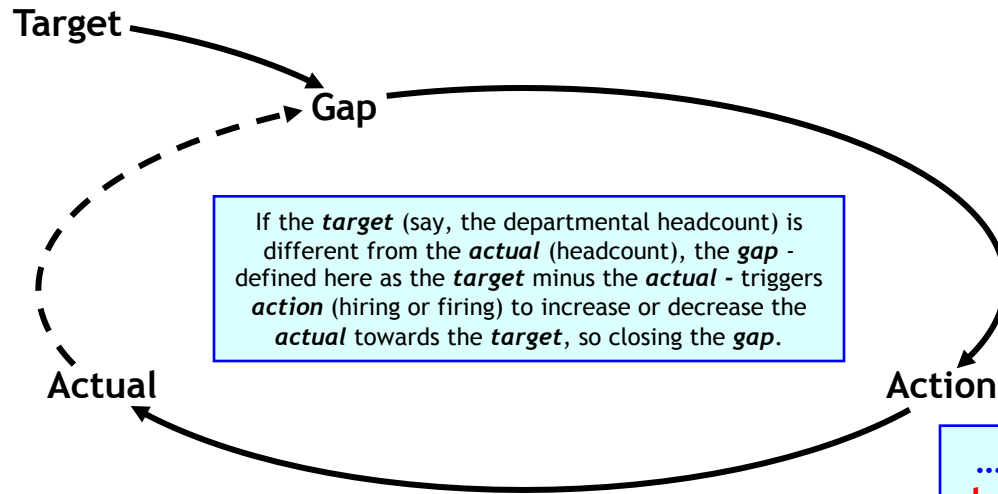 Target
Gap
If the target (say, the departmental headcount) is
different from the actual (headcount), the gap -
defined here as the target minus the actual - triggers
action (hiring or firing) to increase or decrease the
actual towards the target, so closing the gap.
Actual
Action
...